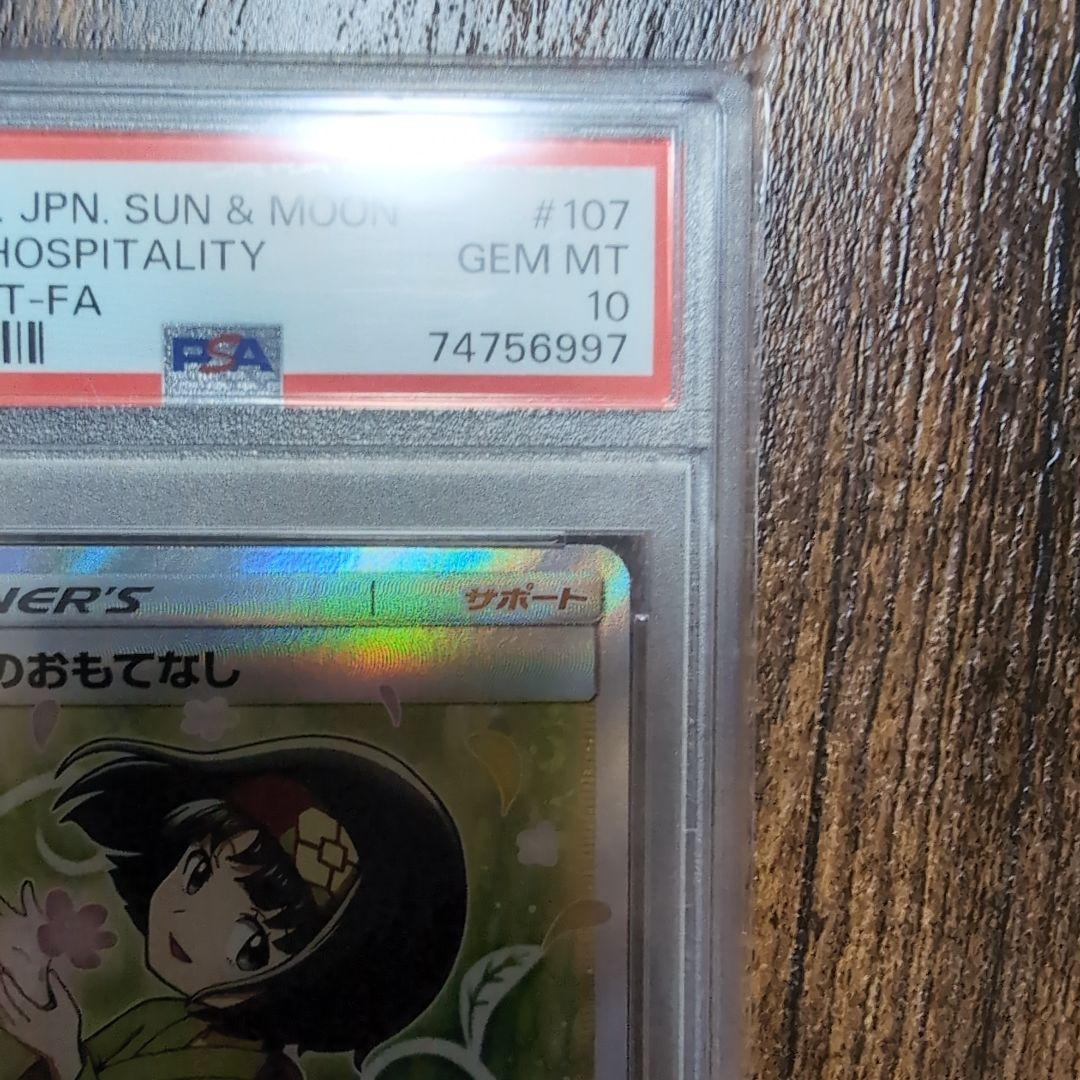 . JPN. SUN & MOON #107
HOSPITALITY GEM MT
T-FA 10
PSA 74756997
NER'S サポート
のおもてなし